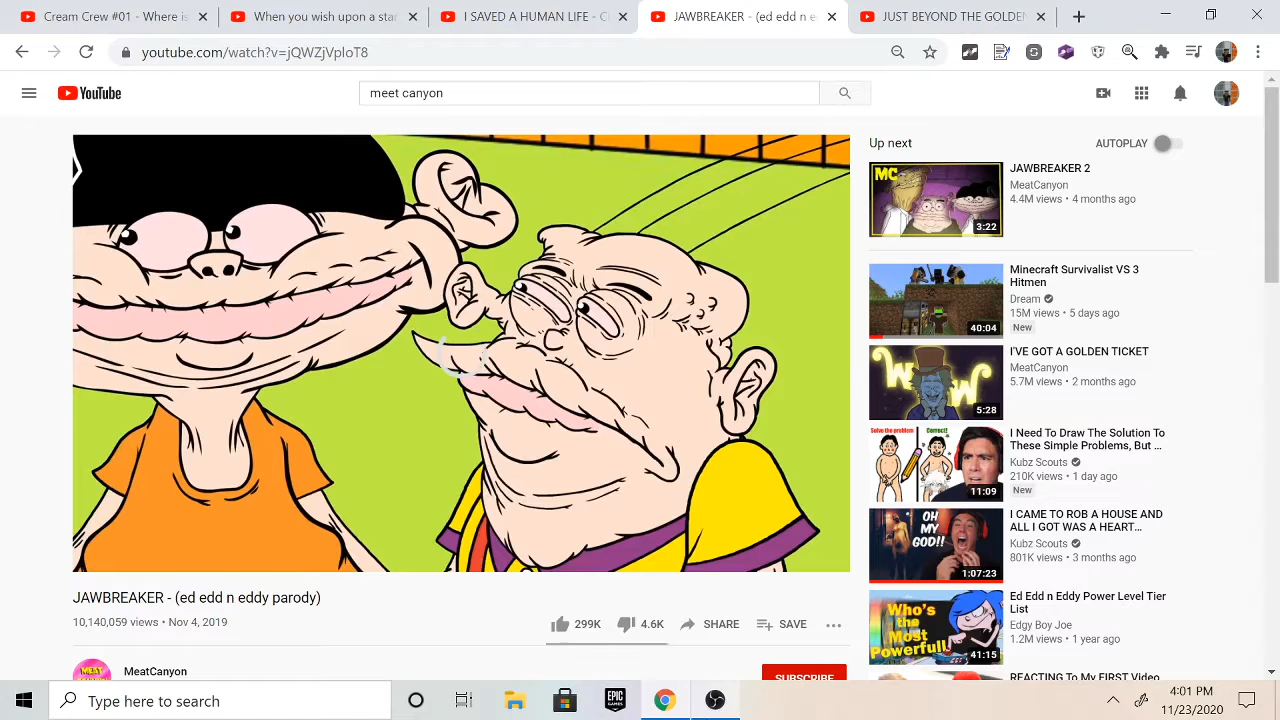 Cream Crew #01 - Where is
When you wish upon a star
I SAVED A HUMAN LIFE - C
JAWBREAKER - (ed edd n e
JUST BEYOND THE GOLDEN
youtube.com/watch?v=jQWZjVploT8
YouTube
meet canyon
Up next
AUTOPLAY
MC
3:22
JAWBREAKER 2
MeatCanyon
4.4M views • 4 months ago
40:04
Minecraft Survivalist VS 3
Hitmen
Dream
15M views • 5 days ago
New
W W
5:28
I'VE GOT A GOLDEN TICKET
MeatCanyon
5.7M views • 2 months ago
Solve the problem
Correct!
11:09
I Need To Draw The Solution To
These Simple Problems, But ...
Kubz Scouts
210K views • 1 day ago
New
OH
MY
GOD!!
1:07:23
I CAME TO ROB A HOUSE AND
ALL I GOT WAS A HEART...
Kubz Scouts
801K views • 3 months ago
Who's
the
Most
Powerful!
41:15
Ed Edd n Eddy Power Level Tier
List
Edgy Boy Joe
1.2M views • 1 year ago
REACTING To My FIRST Video
JAWBREAKER - (ed edd n eddy parody)
10,140,059 views • Nov 4, 2019
299K
4.6K
SHARE
SAVE
MEAT
MeatCanyon
SUBSCRIBE
Type here to search
EPIC
GAMES
4:01 PM
11/23/2020